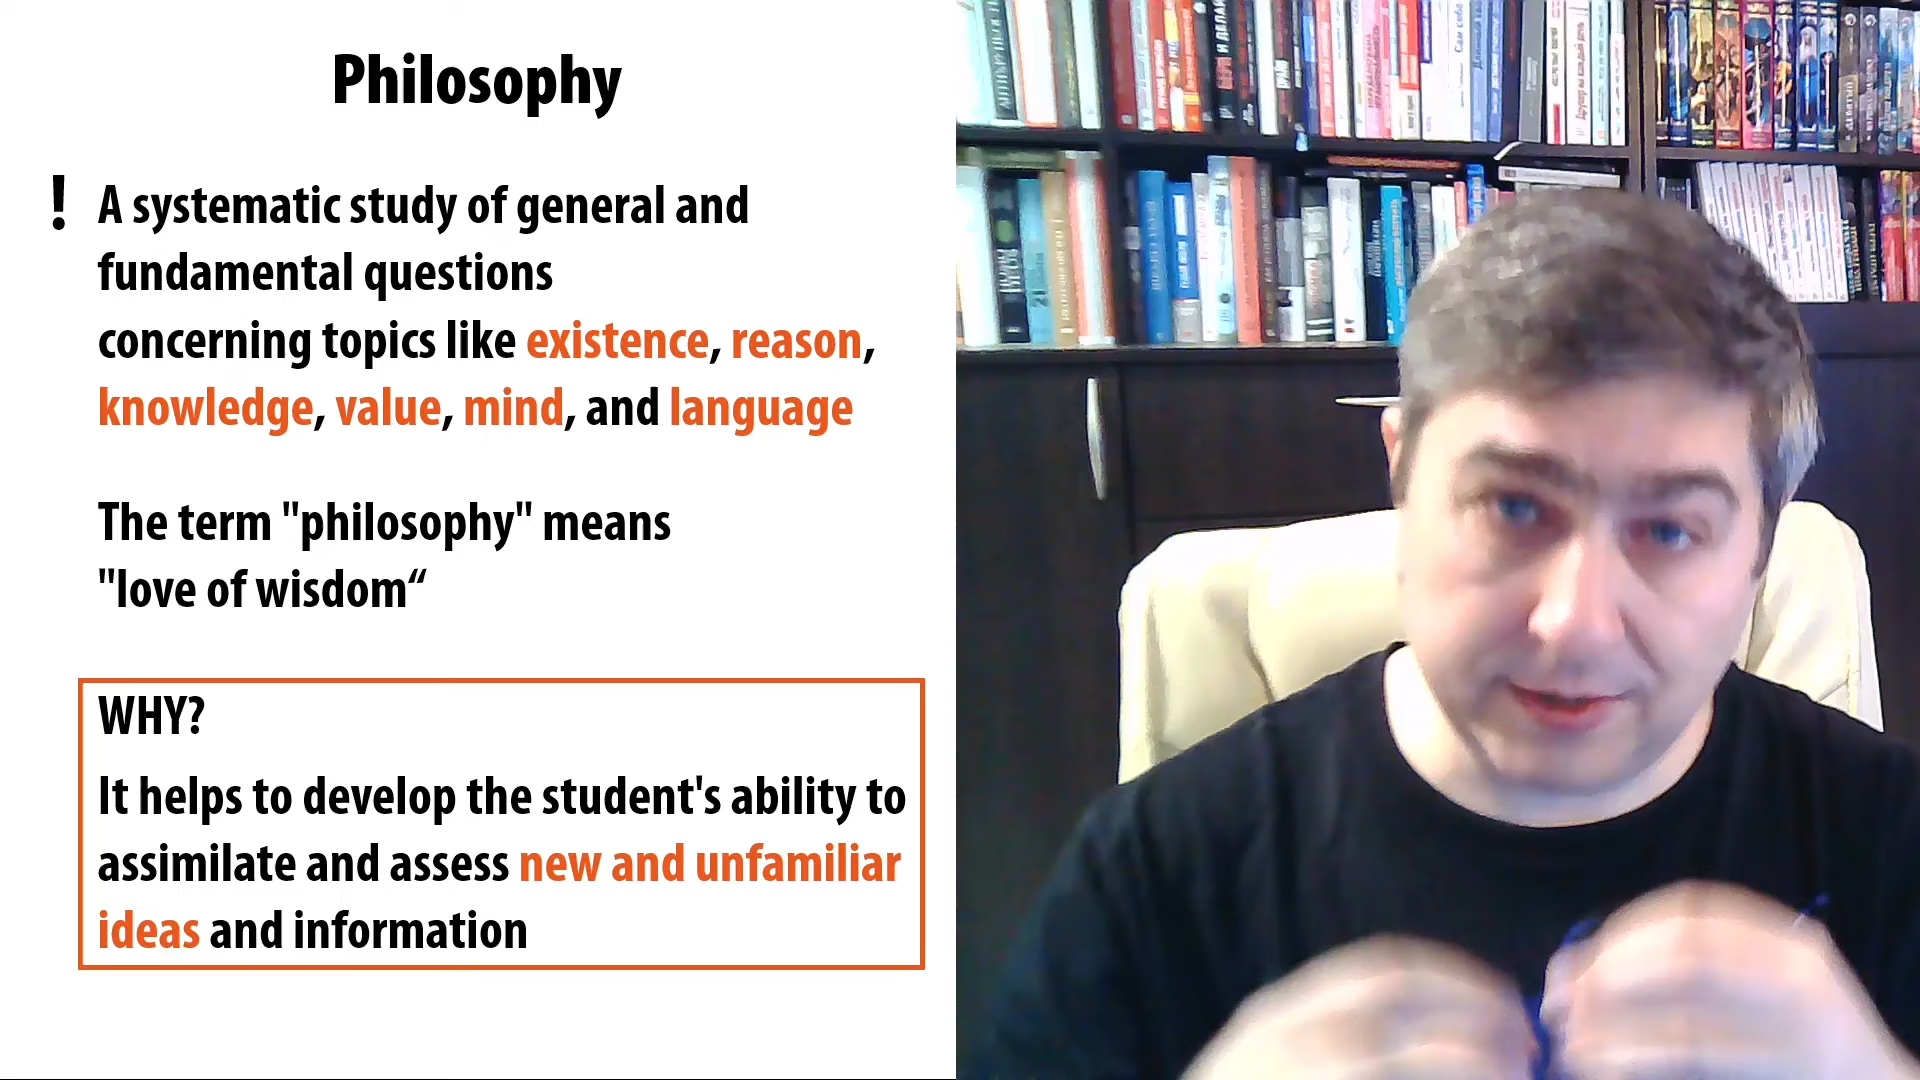 Philosophy
! A systematic study of general and
fundamental questions
concerning topics like existence, reason,
knowledge, value, mind, and language
The term "philosophy" means
"love of wisdom“
WHY?
It helps to develop the student's ability to
assimilate and assess new and unfamiliar
ideas and information